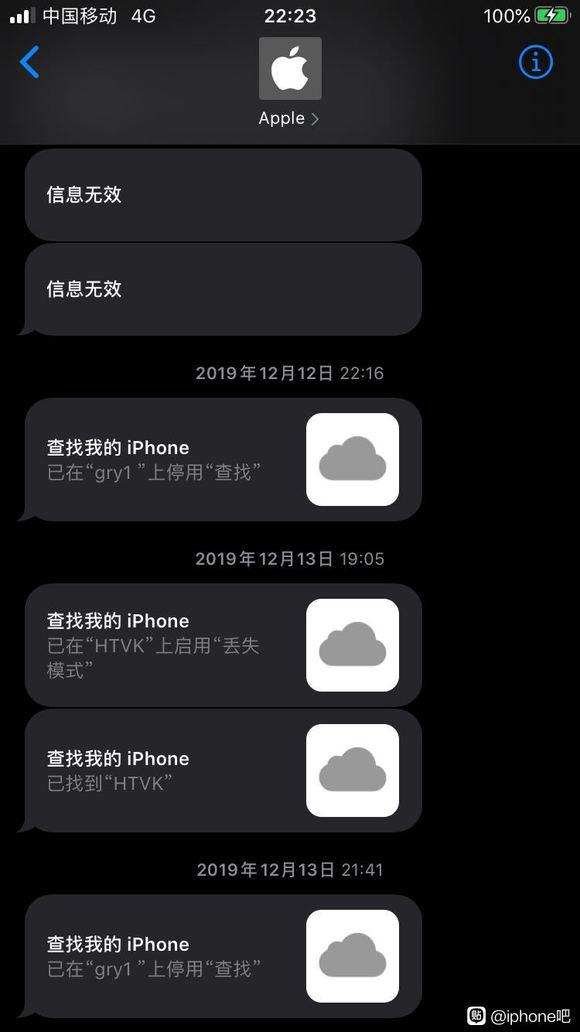 中国移动 4G 22:23 100%
Apple
信息无效
信息无效
2019年12月12日 22:16
查找我的 iPhone
已在“gry1 ”上停用“查找”
2019年12月13日 19:05
查找我的 iPhone
已在“HTVK”上启用“丢失
模式”
查找我的 iPhone
已找到“HTVK”
2019年12月13日 21:41
查找我的 iPhone
已在“gry1 ”上停用“查找”
贴 @iphone吧